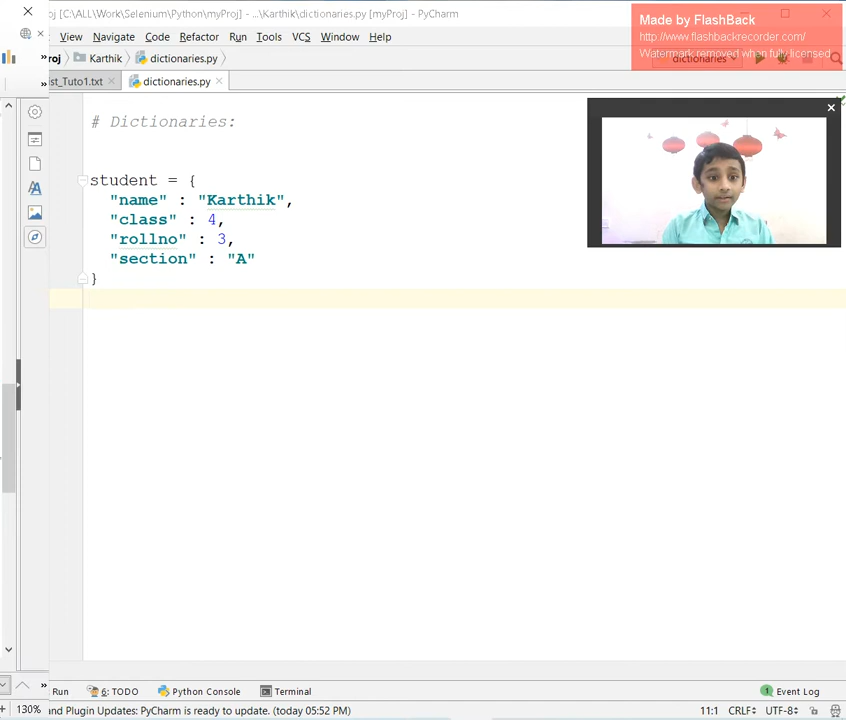 oj [C:\ALL\Work\Selenium\Python\myProj] - ...\Karthik\dictionaries.py [myProj] - PyCharm
Made by FlashBack
http://www.flashbackrecorder.com/
Watermark removed when fully licensed
View Navigate Code Refactor Run Tools VCS Window Help
roj Karthik dictionaries.py dictionaries
st_Tuto1.txt dictionaries.py
# Dictionaries:
student = {
"name" : "Karthik",
"class" : 4,
"rollno" : 3,
"section" : "A"
}
Run 6: TODO Python Console Terminal 1 Event Log
130% and Plugin Updates: PyCharm is ready to update. (today 05:52 PM) 11:1 CRLF UTF-8